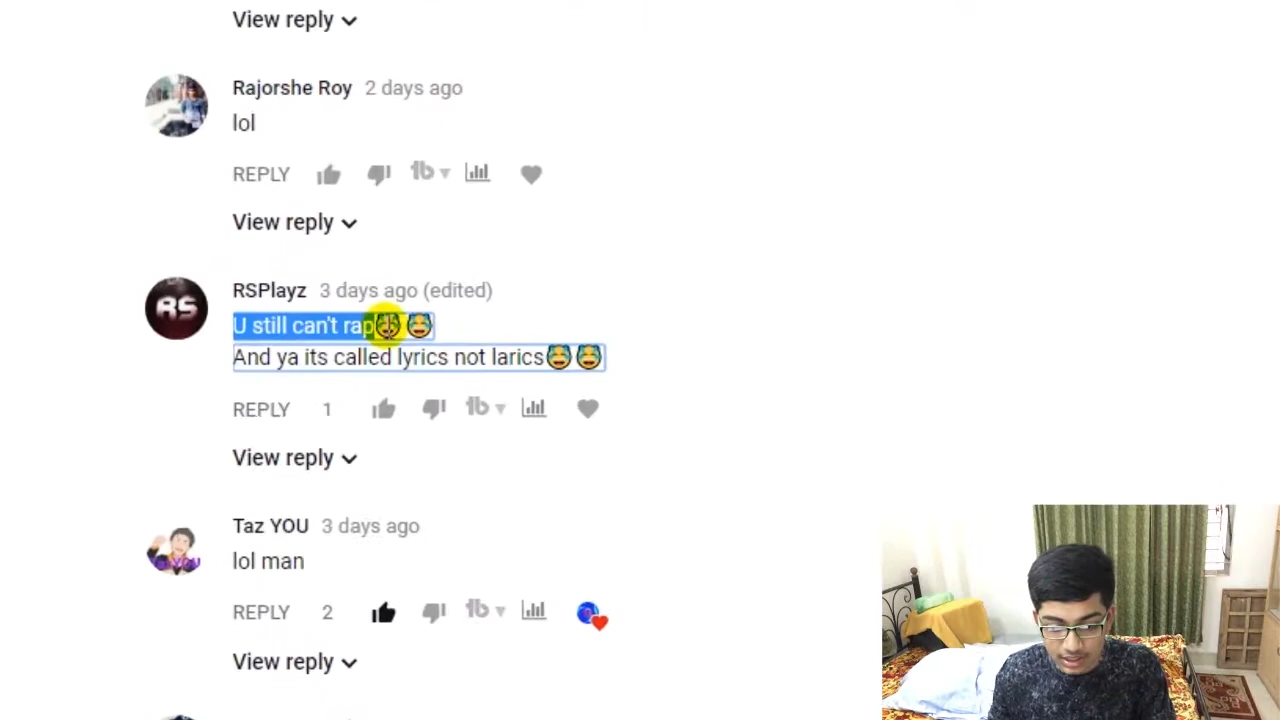 View reply
Rajorshe Roy 2 days ago
lol
REPLY
View reply
RS
RSPlayz 3 days ago (edited)
U still can't rap
And ya its called lyrics not larics
REPLY 1
View reply
Taz YOU 3 days ago
lol man
REPLY 2
View reply